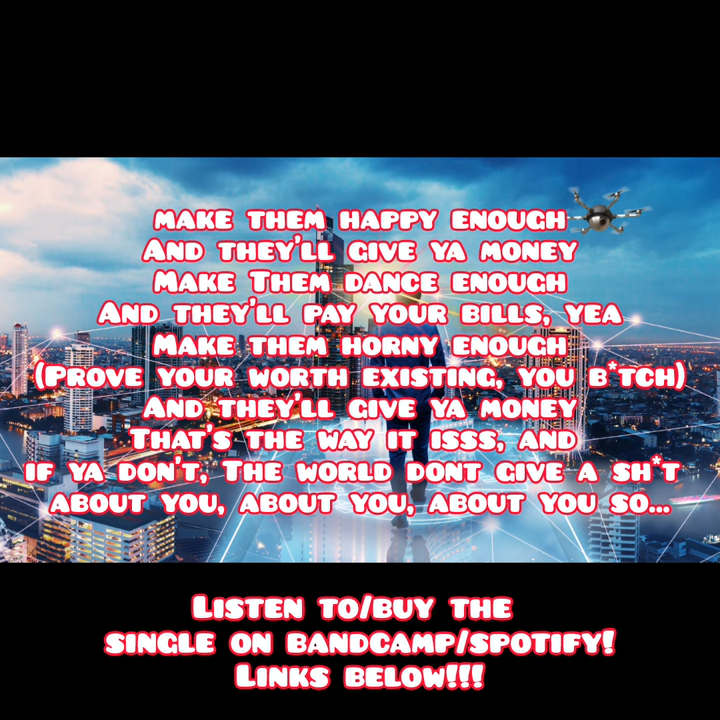 make them happy enough
And they'll give ya money
Make Them dance enough
And they'll pay your bills, yea
Make them horny enough
(Prove your worth existing, you b*tch)
And they'll give ya money
That's the way it isss, and
if ya don't, The world dont give a sh*t
about you, about you, about you so...
Listen to/buy the
single on bandcamp/spotify!
Links below!!!